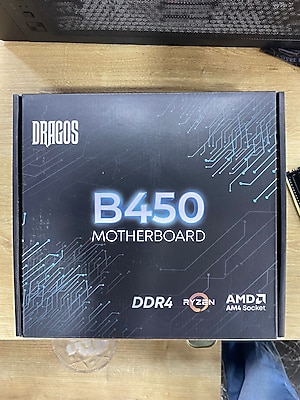 DRAGOS
B450
MOTHERBOARD
DDR4 RYZEN AMD
AM4 Socket